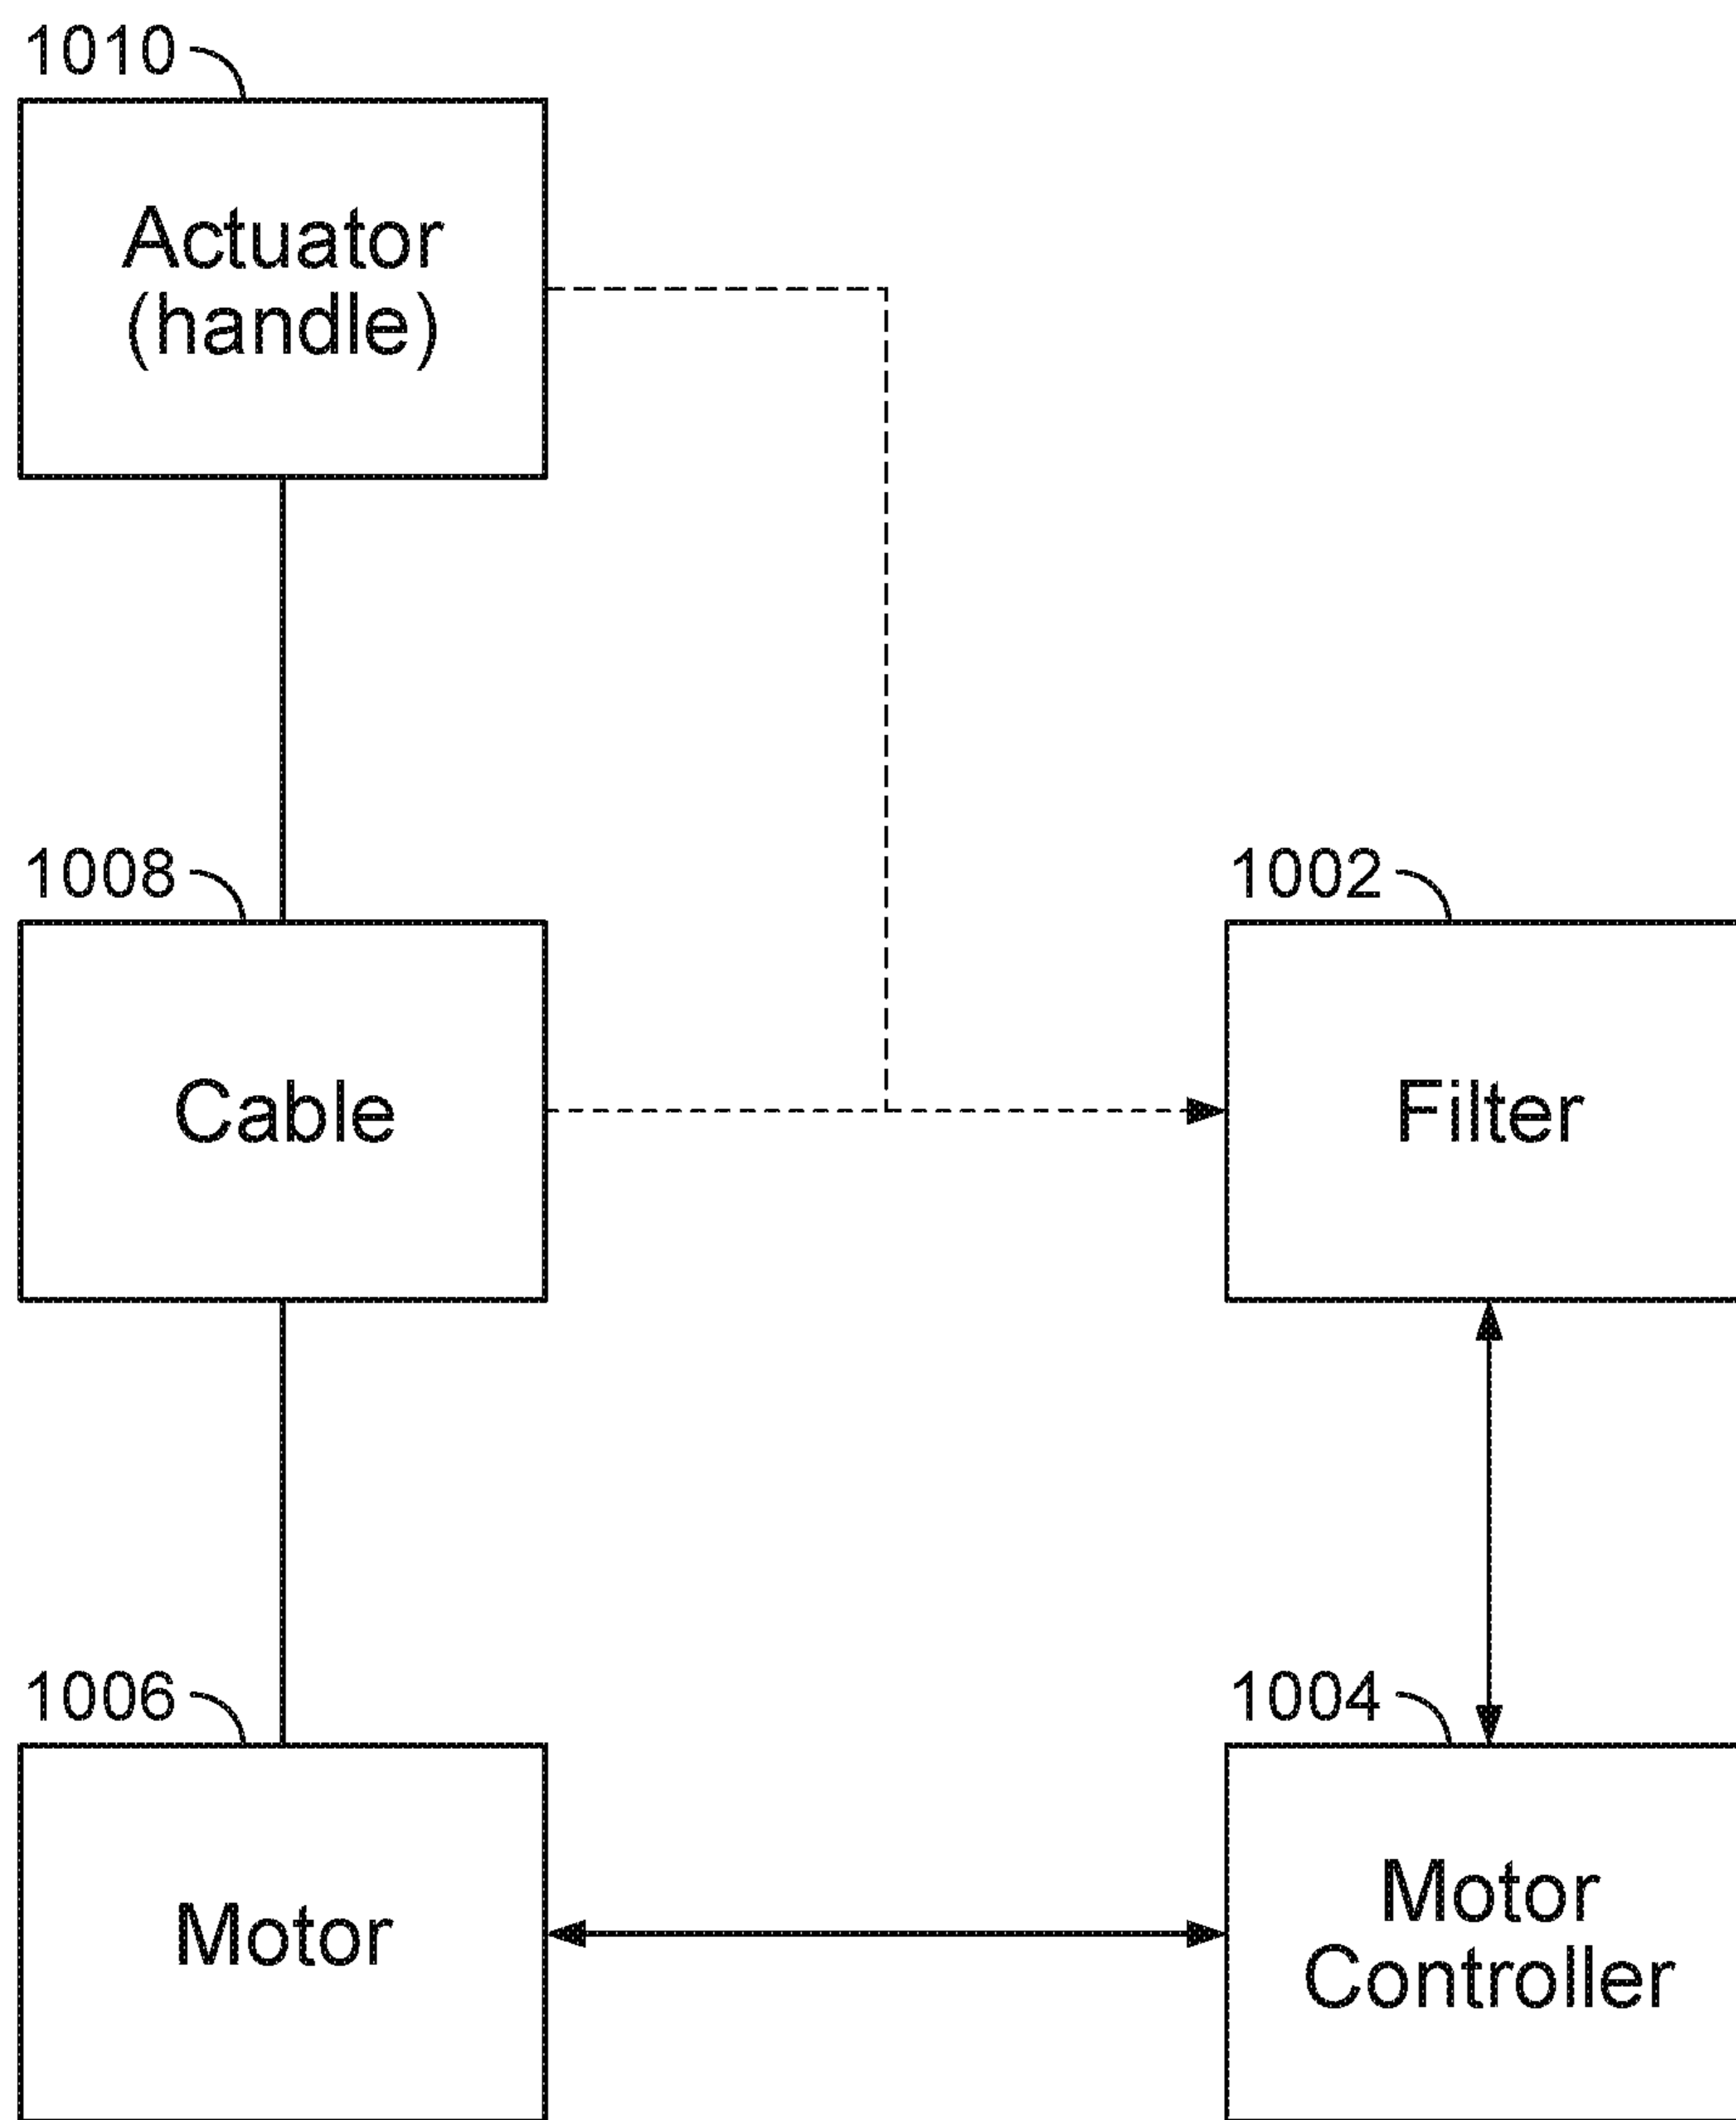 1010
Actuator
(handle)
1008
Cable
1002
Filter
1006
Motor
1004
Motor
Controller